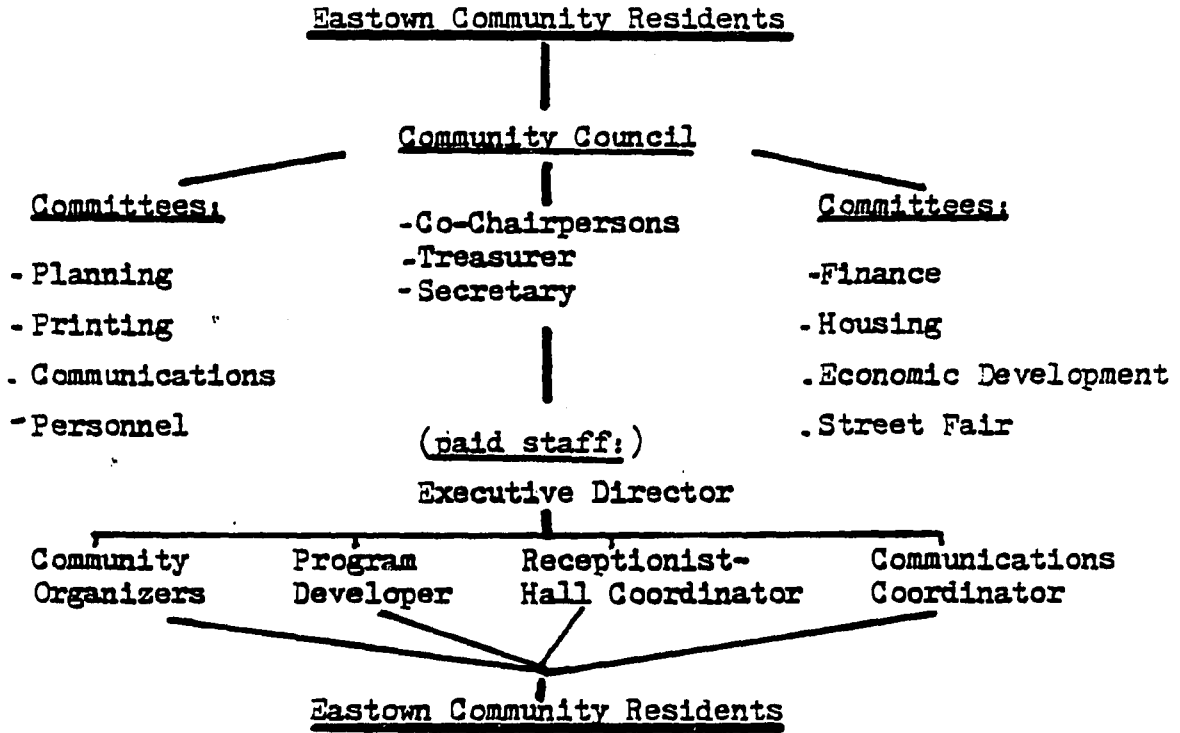 Eastown Community Residents
Community Council
Committees:
-Planning
-Printing
.Communications
-Personnel
-Co-Chairpersons
-Treasurer
-Secretary
Committees:
-Finance
-Housing
.Economic Development
.Street Fair
(paid staff:)
Executive Director
Community
Organizers
Program
Developer
Receptionist-
Hall Coordinator
Communications
Coordinator
Eastown Community Residents